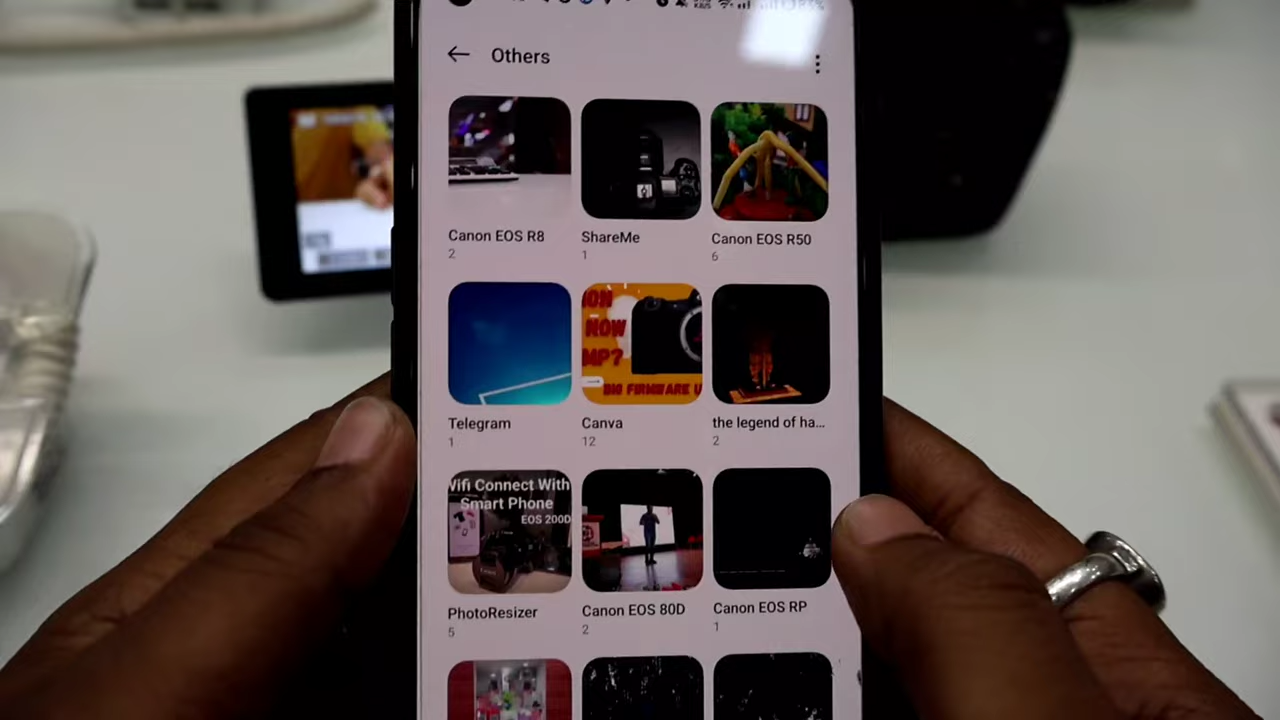 Others
Canon EOS R8
2
ShareMe
1
Canon EOS R50
6
ON
NOW
MP?
BIG FIRMWARE U
Telegram
1
Canva
12
the legend of ha...
2
Wifi Connect With
Smart Phone
EOS 200D
PhotoResizer
5
Canon EOS 80D
2
Canon EOS RP
1